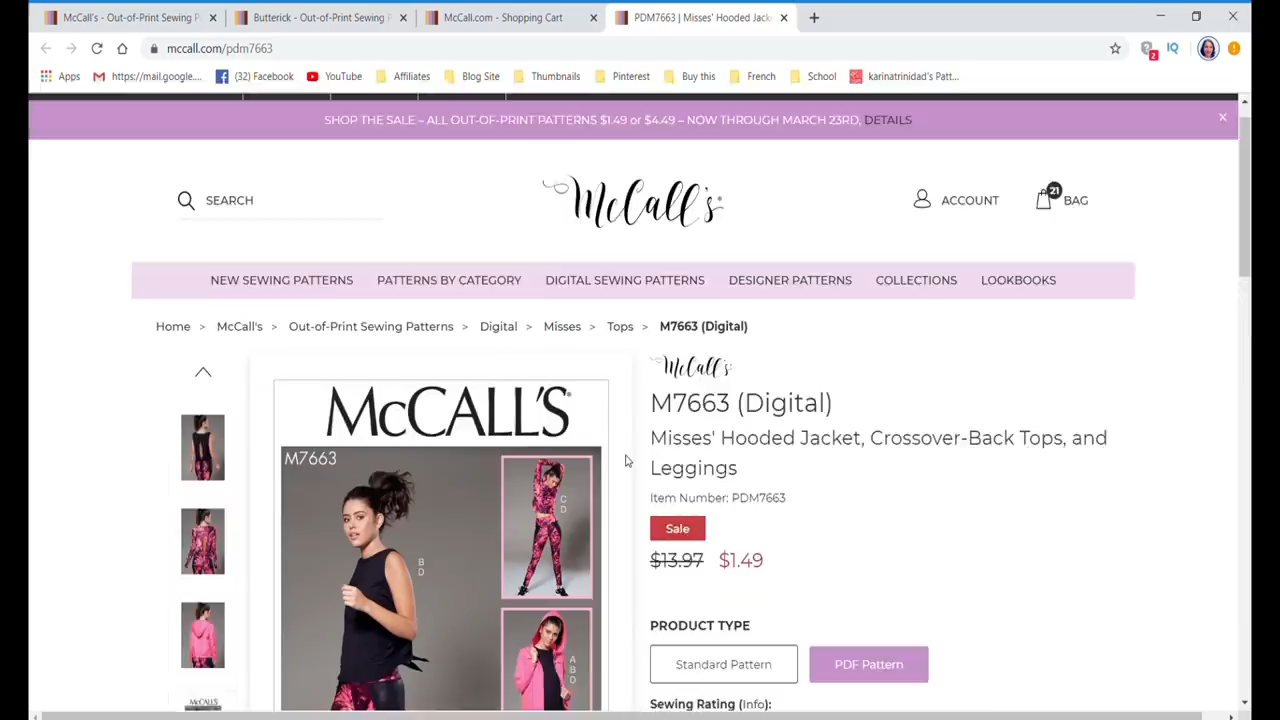 McCall's - Out-of-Print Sewing P
Butterick - Out-of-Print Sewing P
McCall.com - Shopping Cart
PDM7663 | Misses' Hooded Jack
mccall.com/pdm7663
2
IQ
Apps
https://mail.google....
(32) Facebook
YouTube
Affiliates
Blog Site
Thumbnails
Pinterest
Buy this
French
School
karinatrinidad's Patt...
SHOP THE SALE – ALL OUT-OF-PRINT PATTERNS $1.49 or $4.49 – NOW THROUGH MARCH 23RD, DETAILS
SEARCH
McCall's
ACCOUNT
21
BAG
NEW SEWING PATTERNS
PATTERNS BY CATEGORY
DIGITAL SEWING PATTERNS
DESIGNER PATTERNS
COLLECTIONS
LOOKBOOKS
Home > McCall's > Out-of-Print Sewing Patterns > Digital > Misses > Tops > M7663 (Digital)
McCALL'S
M7663
B
D
C
D
A
B
D
McCALL'S
McCall's
M7663 (Digital)
Misses' Hooded Jacket, Crossover-Back Tops, and
Leggings
Item Number: PDM7663
Sale
$13.97 $1.49
PRODUCT TYPE
Standard Pattern
PDF Pattern
Sewing Rating (Info):